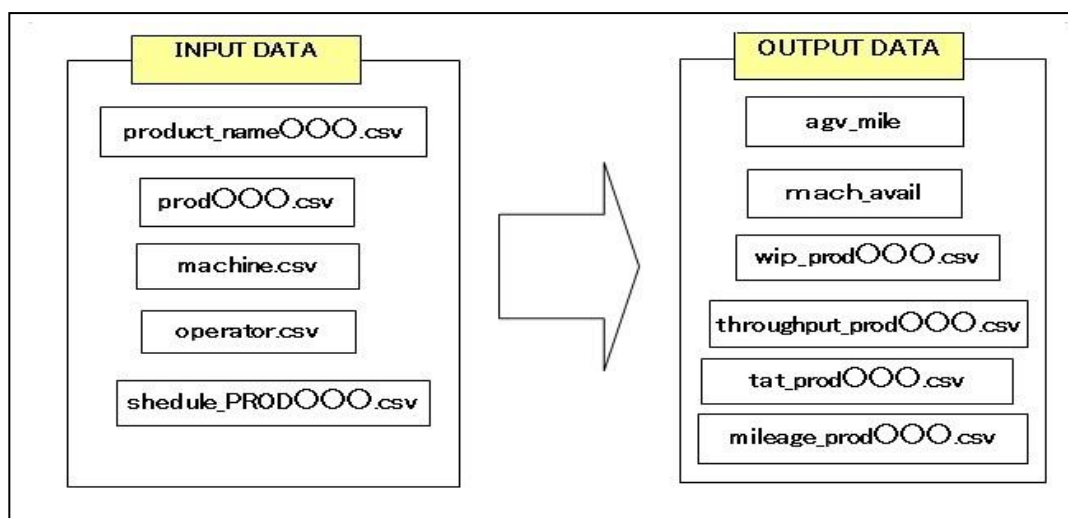 INPUT DATA
product_name〇〇〇.csv
prod〇〇〇.csv
machine.csv
operator.csv
shedule_PROD〇〇〇.csv
OUTPUT DATA
agv_mile
mach_avail
wip_prod〇〇〇.csv
throughput_prod〇〇〇.csv
tat_prod〇〇〇.csv
mileage_prod〇〇〇.csv